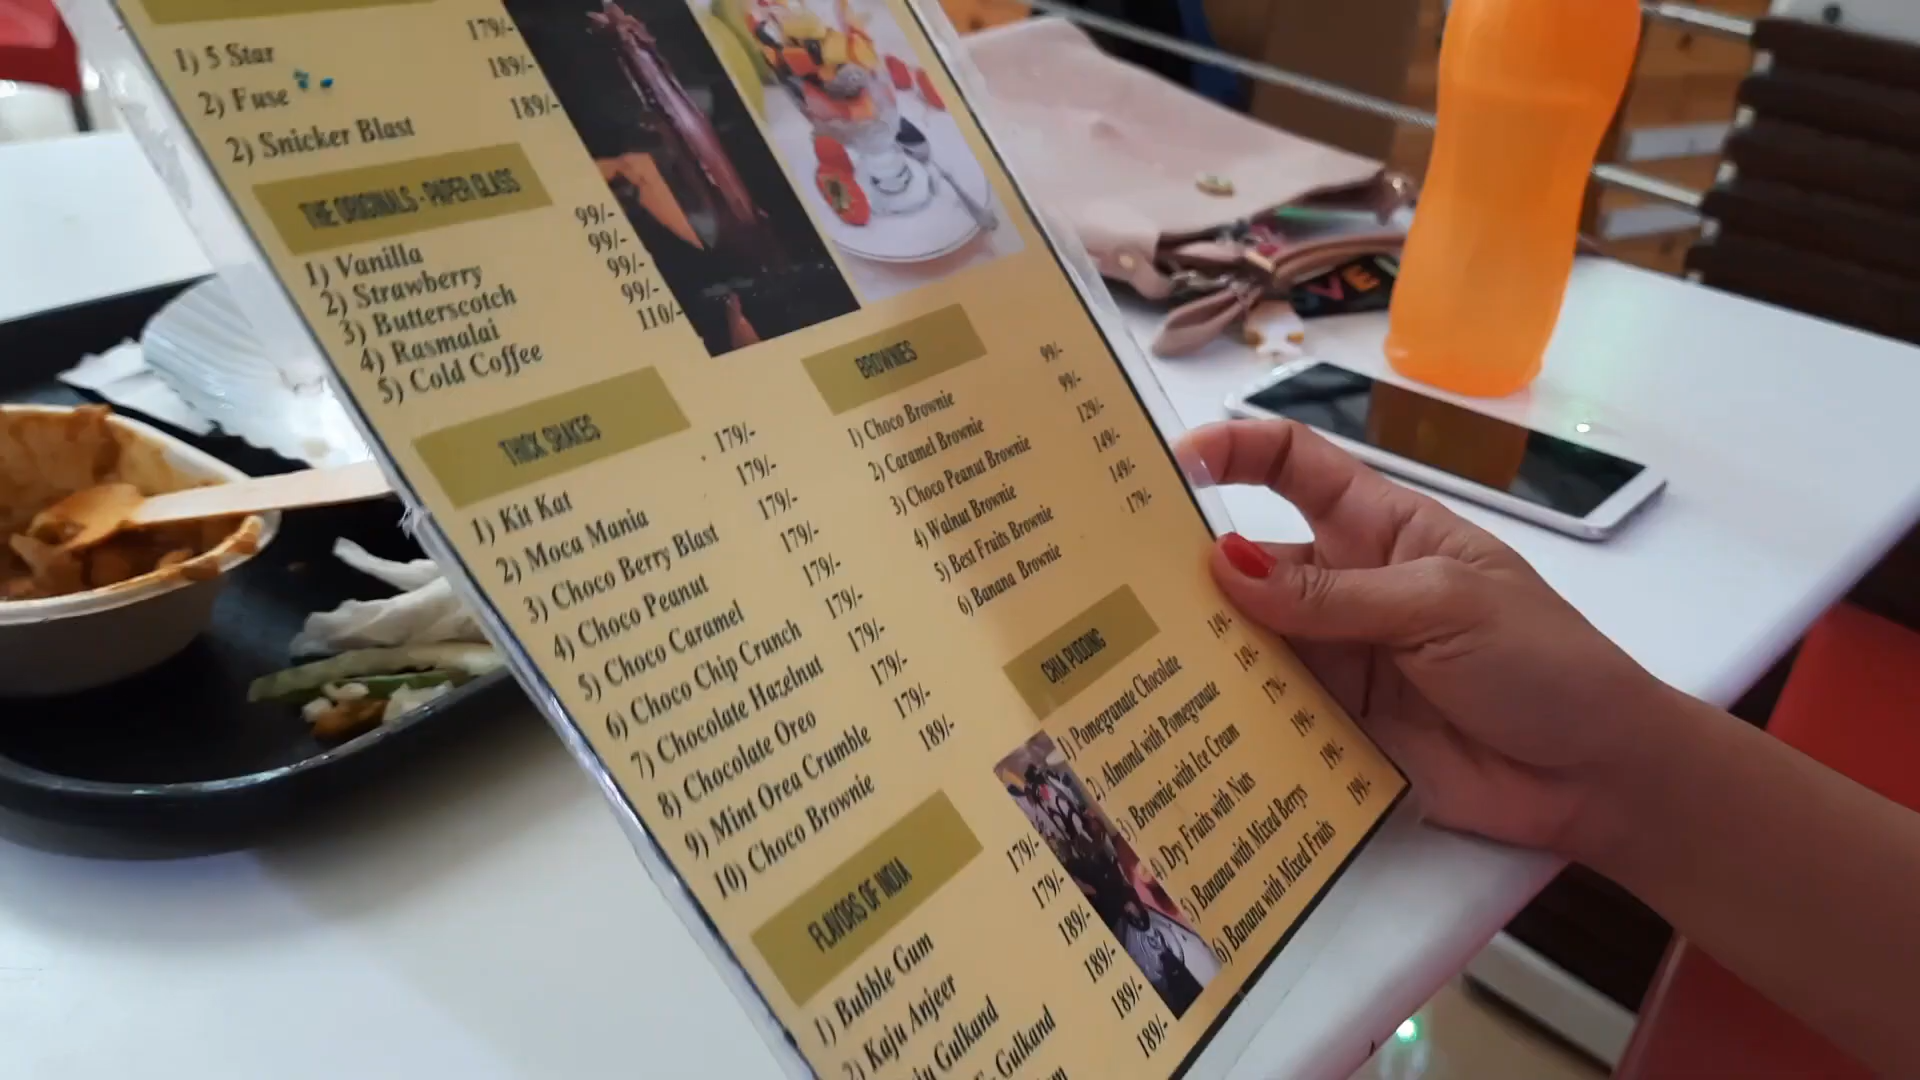 1) 5 Star 179/-
2) Fuse 189/-
2) Snicker Blast 189/-
THE ORIGINALS - PAPER GLASS
1) Vanilla 99/-
2) Strawberry 99/-
3) Butterscotch 99/-
4) Rasmalai 99/-
5) Cold Coffee 110/-
THICK SHAKES
1) Kit Kat 179/-
2) Moca Mania 179/-
3) Choco Berry Blast 179/-
4) Choco Peanut 179/-
5) Choco Caramel 179/-
6) Choco Chip Crunch 179/-
7) Chocolate Hazelnut 179/-
8) Chocolate Oreo 179/-
9) Mint Orea Crumble 179/-
10) Choco Brownie 189/-
FLAVORS OF INDIA
1) Bubble Gum 179/-
2) Kaju Anjeer 179/-
Gulkand 189/-
Gulkand 189/-
189/-
189/-
BROWNIES
1) Choco Brownie 99/-
2) Caramel Brownie 99/-
3) Choco Peanut Brownie 129/-
4) Walnut Brownie 149/-
5) Best Fruits Brownie 149/-
6) Banana Brownie 179/-
CHIA PUDDING
1) Pomegranate Chocolate 149/-
2) Almond with Pomegranate 149/-
3) Brownie with Ice Cream 179/-
4) Dry Fruits with Nuts 199/-
5) Banana with Mixed Berrys 199/-
6) Banana with Mixed Fruits 199/-